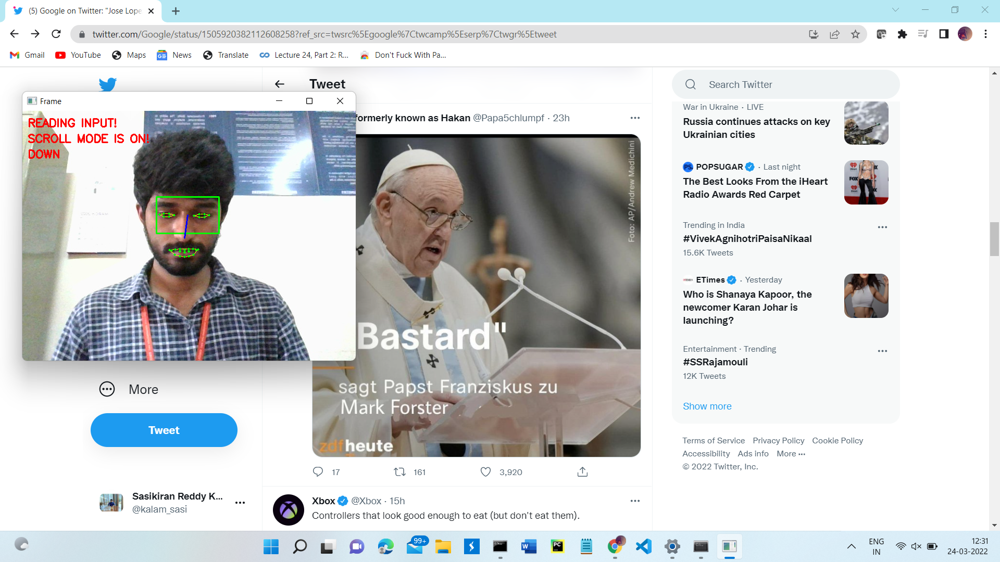 (5) Google on Twitter: "Jose Lope
twitter.com/Google/status/1505920382112608258?ref_src=twsrc%5Egoogle%7Ctwcamp%5Eserp%7Ctwgr%5Etweet
Gmail
YouTube
Maps
News
Translate
Lecture 24, Part 2: R...
Don't Fuck With Pa...
Tweet
Search Twitter
Frame
READING INPUT!
SCROLL MODE IS ON!
DOWN
formerly known as Hakan @Papa5chlumpf · 23h
Foto: AP/Andrew Medichini
Bastard"
sagt Papst Franziskus zu
Mark Forster
zdfheute
17
161
3,920
Xbox @Xbox · 15h
Controllers that look good enough to eat (but don't eat them).
More
Tweet
Sasikiran Reddy K...
@kalam_sasi
War in Ukraine · LIVE
Russia continues attacks on key
Ukrainian cities
PS.
POPSUGAR · Last night
The Best Looks From the iHeart
Radio Awards Red Carpet
Trending in India
#VivekAgnihotriPaisaNikaal
15.6K Tweets
ETimes · Yesterday
Who is Shanaya Kapoor, the
newcomer Karan Johar is
launching?
Entertainment · Trending
#SSRajamouli
12K Tweets
Show more
Terms of Service Privacy Policy Cookie Policy
Accessibility Ads info More ···
© 2022 Twitter, Inc.
99+
ENG
IN
12:31
24-03-2022